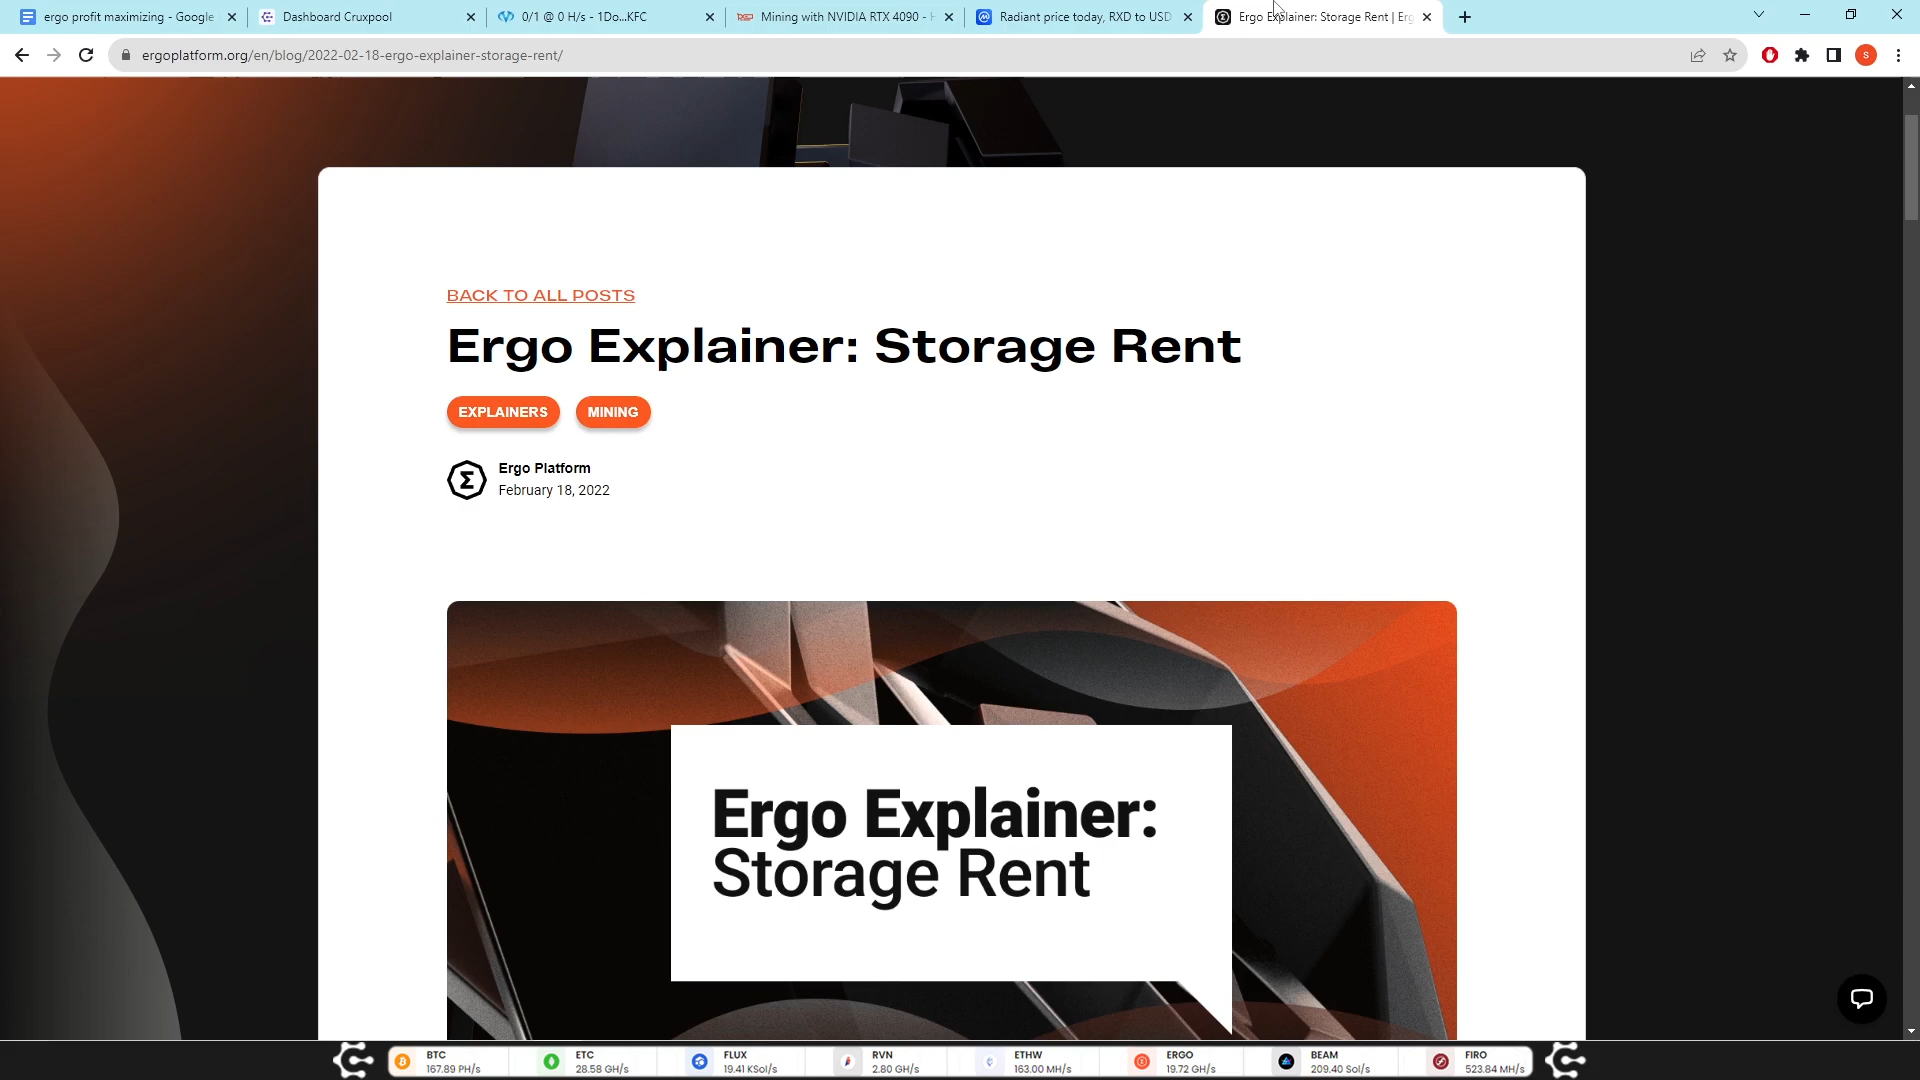 ergo profit maximizing - Google
Dashboard Cruxpool
0/1 @ 0 H/s - 1Do...KFC
Mining with NVIDIA RTX 4090 - H
Radiant price today, RXD to USD
Ergo Explainer: Storage Rent | Erg
ergoplatform.org/en/blog/2022-02-18-ergo-explainer-storage-rent/
S
BACK TO ALL POSTS
Ergo Explainer: Storage Rent
EXPLAINERS
MINING
Ergo Platform
February 18, 2022
Ergo Explainer:
Storage Rent
BTC
167.89 PH/s
ETC
28.58 GH/s
FLUX
19.41 KSol/s
RVN
2.80 GH/s
ETHW
163.00 MH/s
ERGO
19.72 GH/s
BEAM
209.40 Sol/s
FIRO
523.84 MH/s